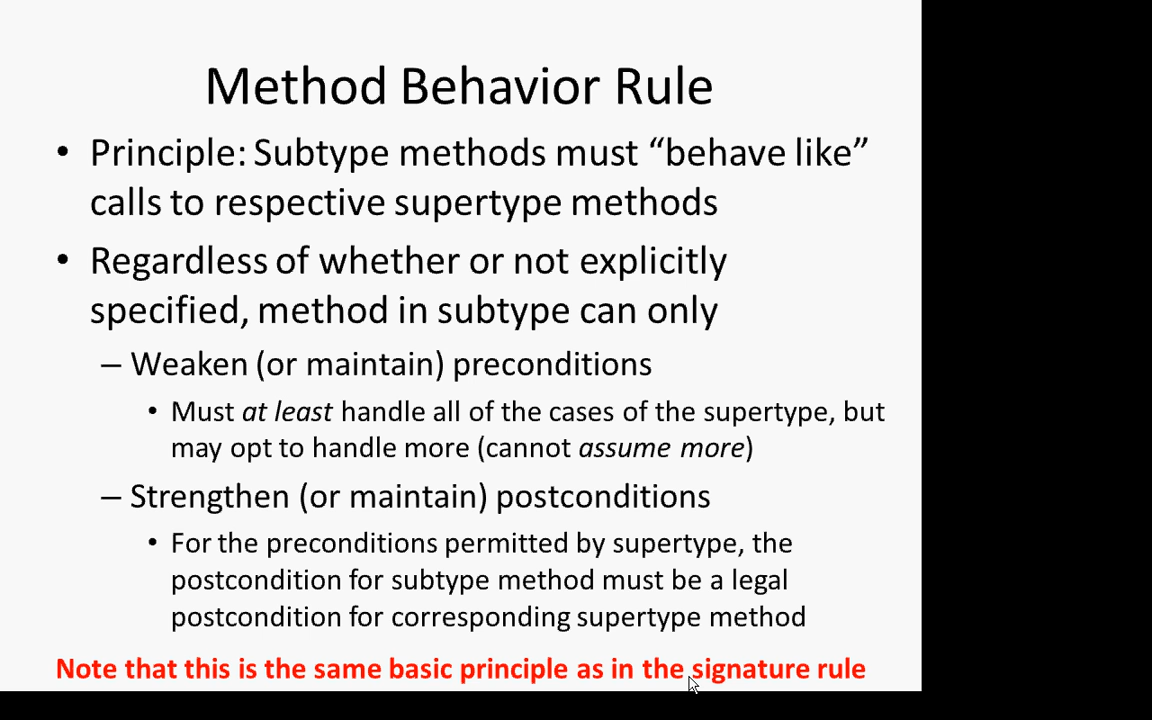 Method Behavior Rule
• Principle: Subtype methods must “behave like”
calls to respective supertype methods
• Regardless of whether or not explicitly
specified, method in subtype can only
– Weaken (or maintain) preconditions
• Must at least handle all of the cases of the supertype, but
may opt to handle more (cannot assume more)
– Strengthen (or maintain) postconditions
• For the preconditions permitted by supertype, the
postcondition for subtype method must be a legal
postcondition for corresponding supertype method
Note that this is the same basic principle as in the signature rule